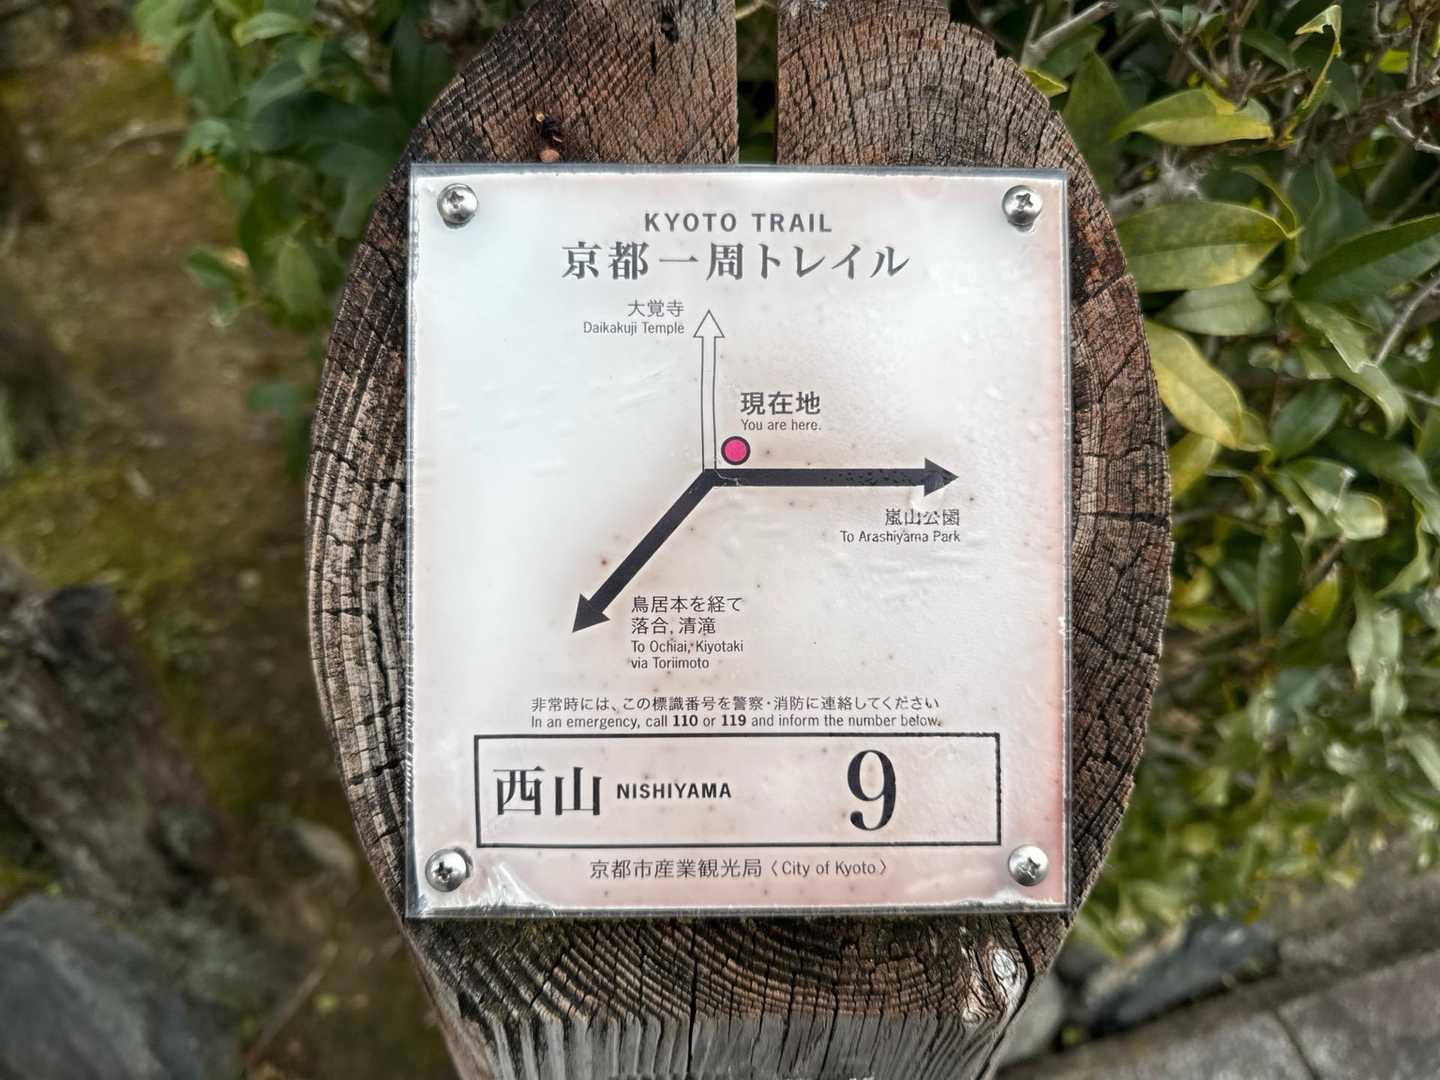 KYOTO TRAIL
京都一周トレイル
大覚寺
Daikakuji Temple
現在地
You are here.
嵐山公園
To Arashiyama Park
鳥居本を経て
落合，清滝
To Ochiai, Kiyotaki
via Toriimoto
非常時には、この標識番号を警察・消防に連絡してください
In an emergency, call 110 or 119 and inform the number below.
西山 NISHIYAMA 9
京都市産業観光局〈City of Kyoto〉